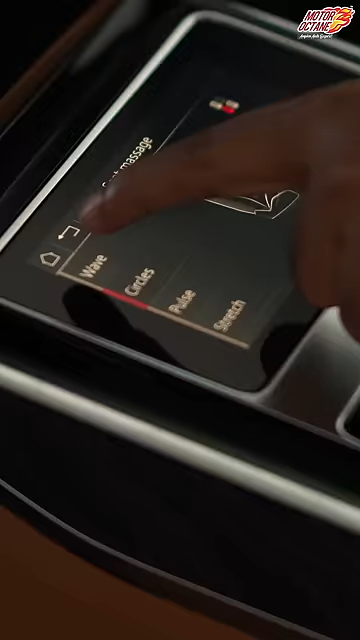 MOTOR
OCTANE
massage
Wave
Circles
Pulse
Stretch